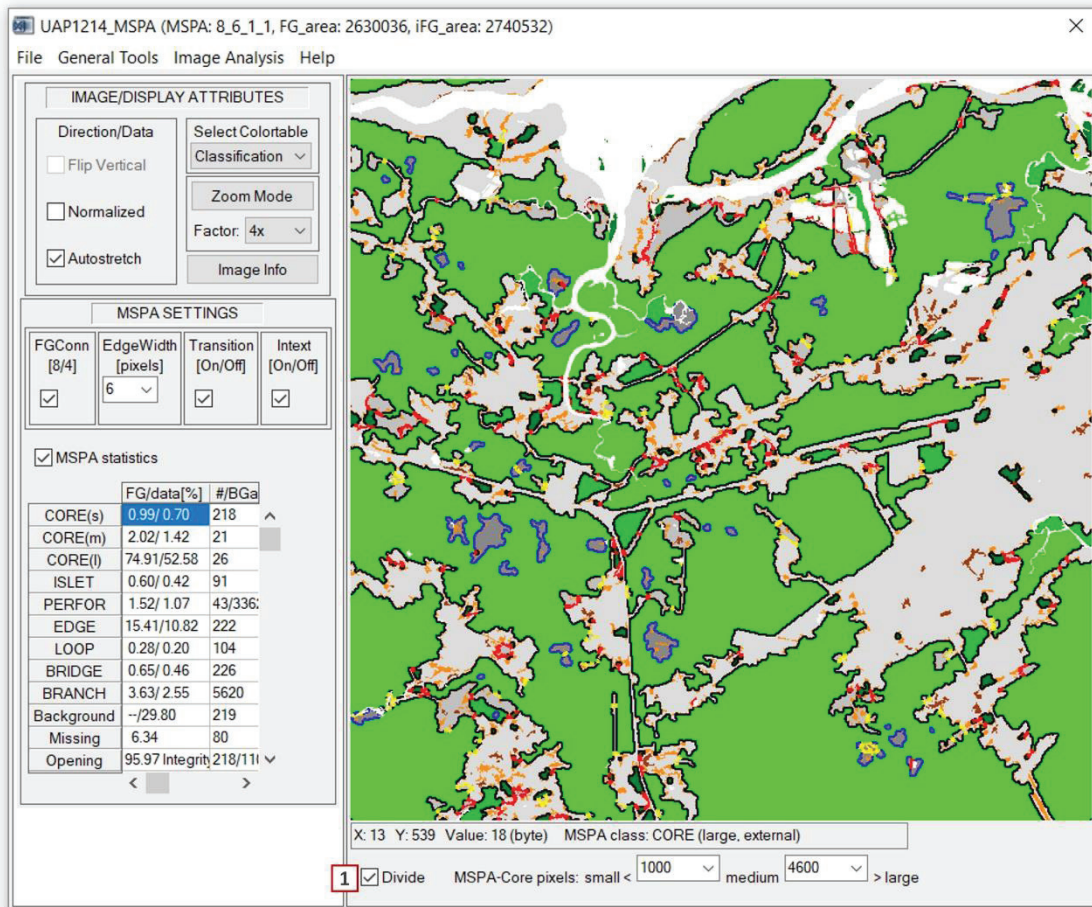 UAP1214_MSPA (MSPA: 8_6_1_1, FG_area: 2630036, iFG_area: 2740532)
File General Tools Image Analysis Help
IMAGE/DISPLAY ATTRIBUTES
Direction/Data
Flip Vertical
Normalized
Autostretch
Select Colortable
Classification
Zoom Mode
Factor: 4x
Image Info
MSPA SETTINGS
FGConn EdgeWidth Transition Intext
[8/4] [pixels] [On/Off] [On/Off]
6
MSPA statistics
FG/data[%] #/BGa
CORE(s) 0.99/ 0.70 218
CORE(m) 2.02/ 1.42 21
CORE(l) 74.91/52.58 26
ISLET 0.60/ 0.42 91
PERFOR 1.52/ 1.07 43/3362
EDGE 15.41/10.82 222
LOOP 0.28/ 0.20 104
BRIDGE 0.65/ 0.46 226
BRANCH 3.63/ 2.55 5620
Background --/29.80 219
Missing 6.34 80
Opening 95.97 Integrity 218/11
X: 13 Y: 539 Value: 18 (byte) MSPA class: CORE (large, external)
1 Divide MSPA-Core pixels: small < 1000 medium 4600 > large